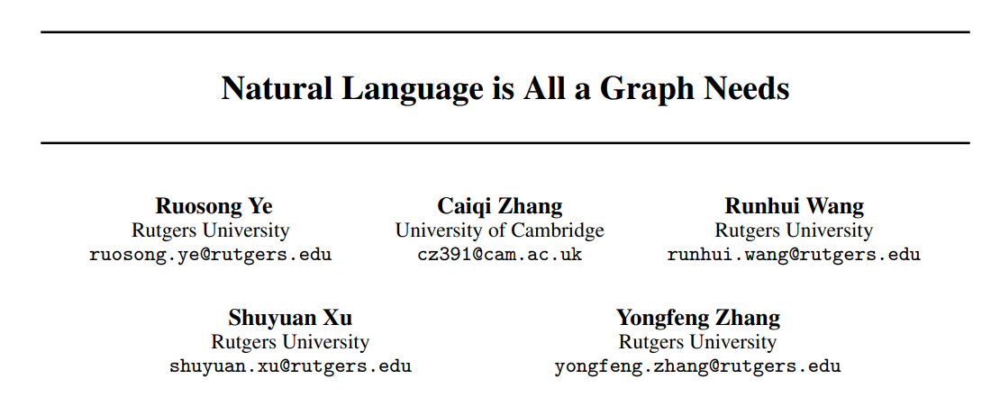 Natural Language is All a Graph Needs
Ruosong Ye Caiqi Zhang Runhui Wang
Rutgers University University of Cambridge Rutgers University
ruosong.ye@rutgers.edu cz391@cam.ac.uk runhui.wang@rutgers.edu
Shuyuan Xu Yongfeng Zhang
Rutgers University Rutgers University
shuyuan.xu@rutgers.edu yongfeng.zhang@rutgers.edu